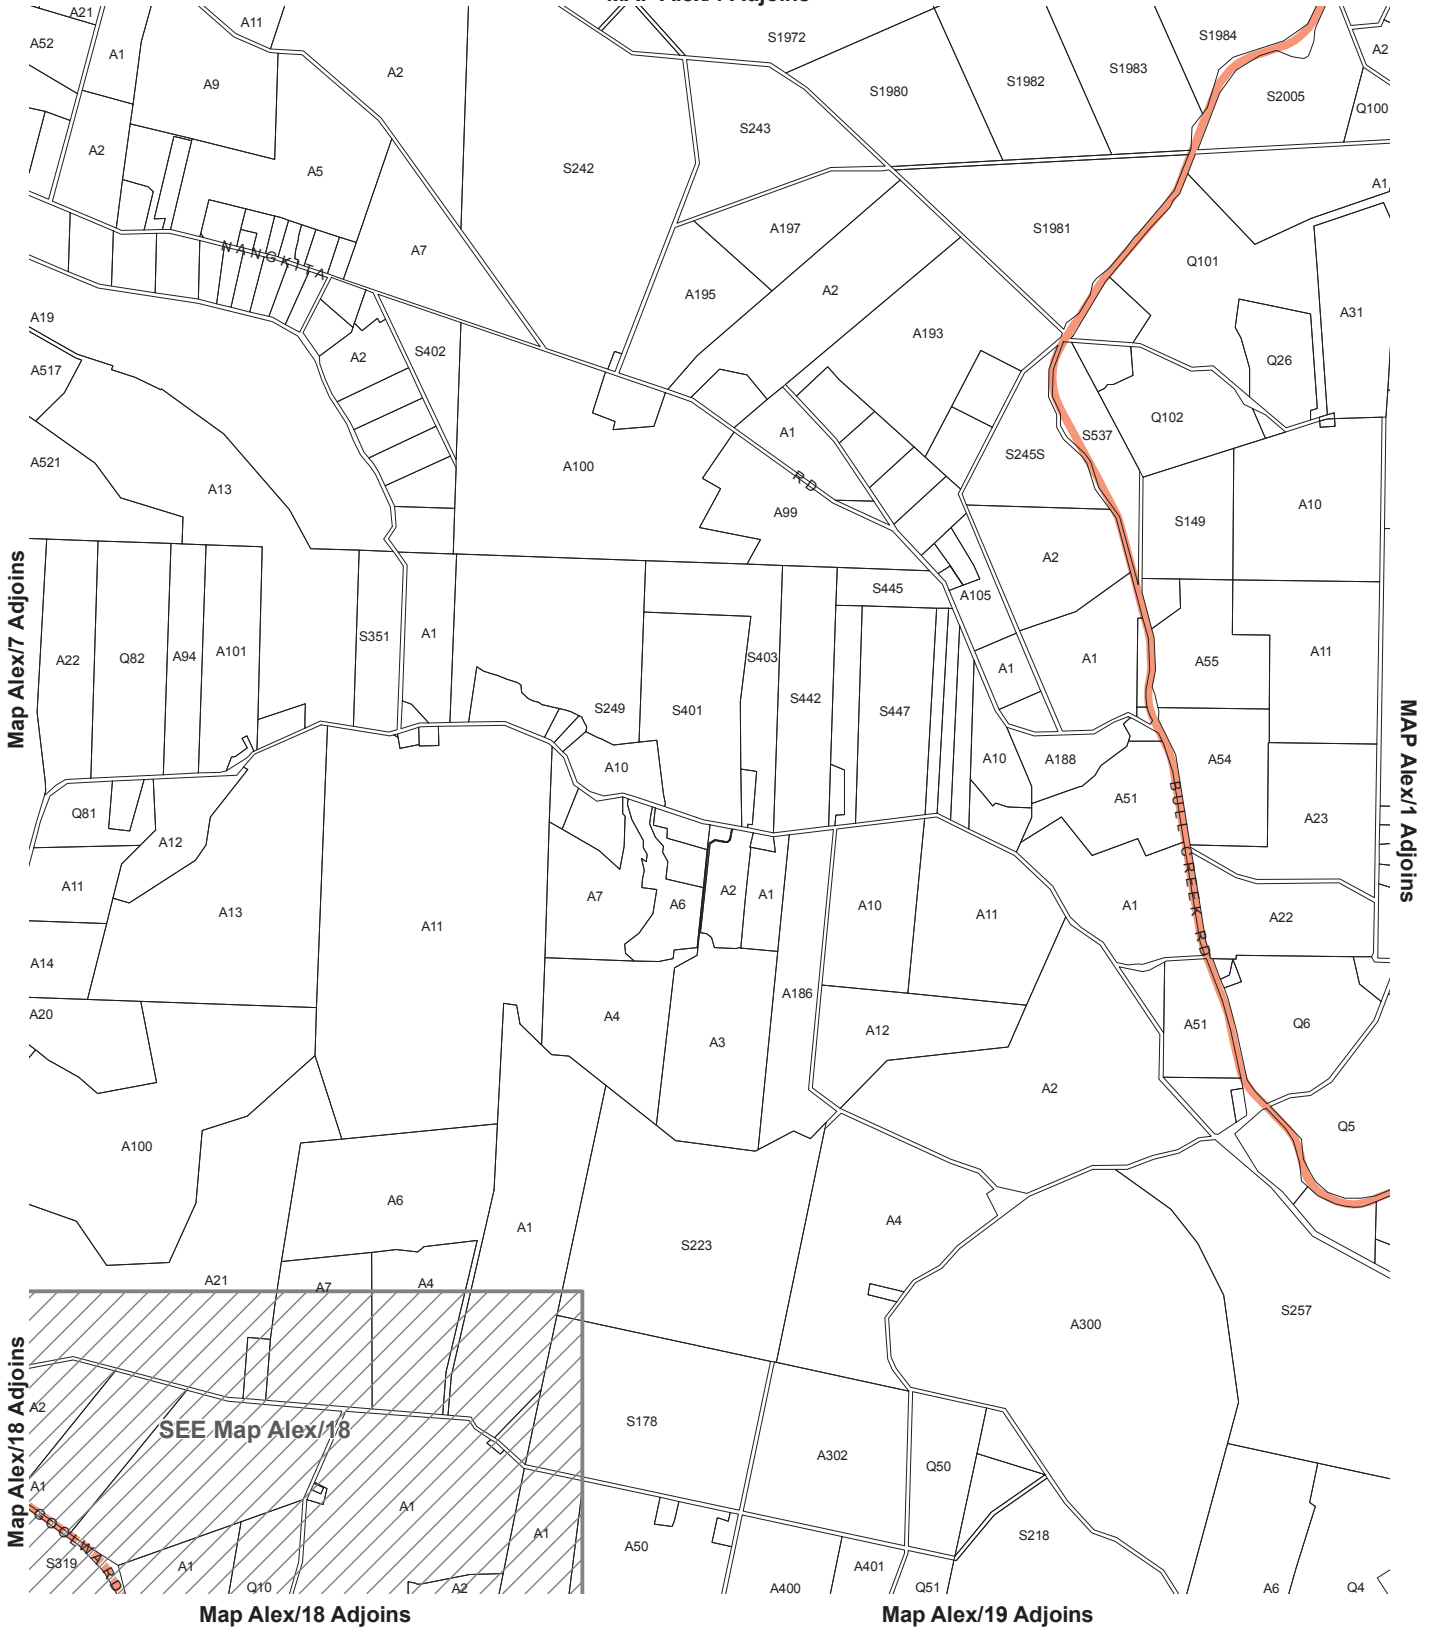 A21
A11
S1972
S1984
A52
A1
A2
A2
A9
S1980
S1982
S1983
S2005
Q100
S243
A2
A5
S242
A1
A197
S1981
A7
Q101
NANGKITA
A195
A2
A19
A193
A31
A2
S402
A517
Q26
Q102
A1
S537
S245S
A521
A100
A13
RD
A99
A10
S149
A2
S445
A105
Map Alex/7 Adjoins
S351
A1
A22
Q82
A94
A101
S403
A1
A1
A55
A11
S442
S249
S401
S447
MAP Alex/1 Adjoins
A10
A188
A54
A10
A51
Q81
A12
A23
BULL CREEK RD
A11
A7
A6
A2
A1
A10
A11
A1
A22
A13
A11
A14
A186
A20
A4
A51
Q6
A3
A12
A2
A100
Q5
A6
A4
A1
S223
A21
A7
A4
S257
A300
Map Alex/18 Adjoins
A2
SEE Map Alex/18
S178
A302
Q50
A1
A1
GOOLWA RD
A1
S218
A50
S319
A1
A401
Q10
A2
A400
Q51
A6
Q4
Map Alex/18 Adjoins
Map Alex/19 Adjoins